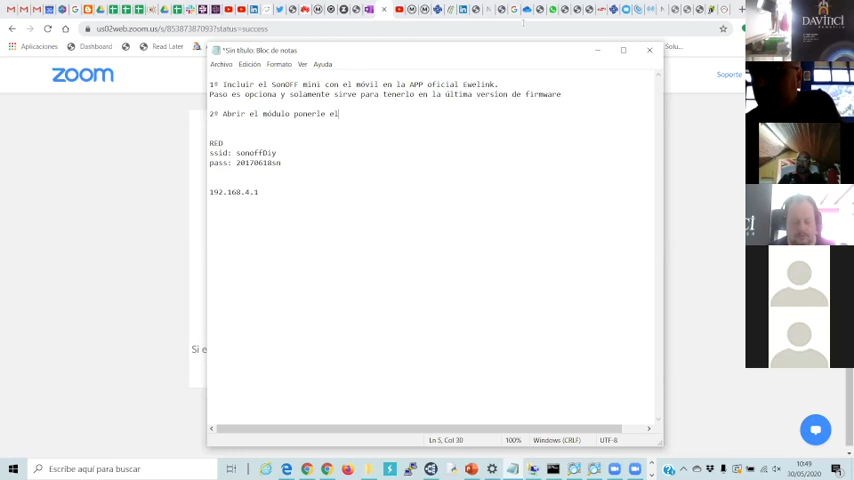 us02web.zoom.us/s/85387387093?status=success
Aplicaciones
Dashboard
Read Later
Solu...
zoom
Soporte
Si e
*Sin título: Bloc de notas
Archivo Edición Formato Ver Ayuda
1º Incluir el SonOFF mini con el móvil en la APP oficial Ewelink.
Paso es opciona y solamente sirve para tenerlo en la última version de firmware
2º Abrir el módulo ponerle el
RED
ssid: sonoffDiy
pass: 20170618sn
192.168.4.1
Ln 5, Col 30
100%
Windows (CRLF)
UTF-8
DAVINCI
Escribe aquí para buscar
10:49
30/05/2020